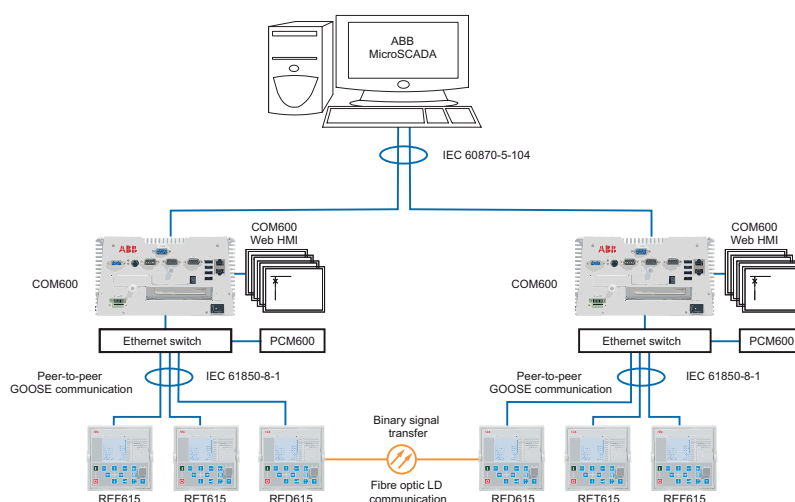 ABB
MicroSCADA
IEC 60870-5-104
COM600
Web HMI
COM600
Web HMI
ABB
ABB
COM600
COM600
Ethernet switch
PCM600
Ethernet switch
PCM600
Peer-to-peer
GOOSE communication
IEC 61850-8-1
Peer-to-peer
GOOSE communication
IEC 61850-8-1
Binary signal
transfer
Fibre optic LD
communication
REF615
RET615
RED615
RED615
RET615
REF615